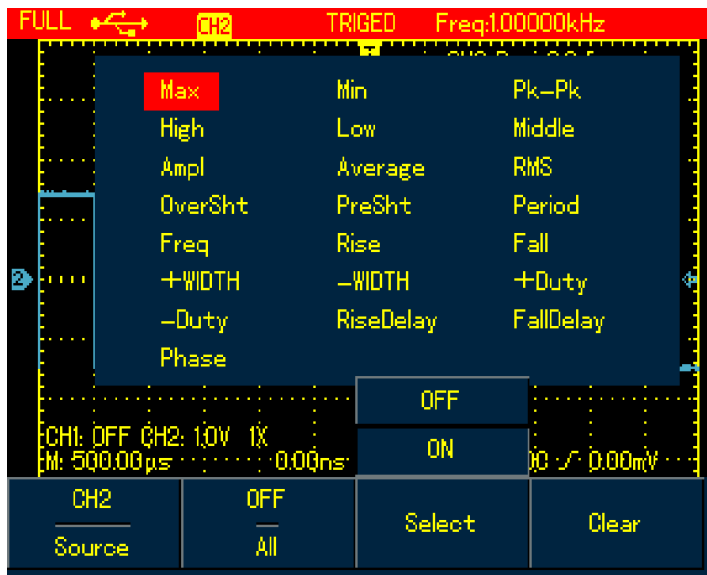 FULL CH2 TRIGED Freq:1.00000kHz
Max Min Pk-Pk
High Low Middle
Ampl Average RMS
OverSht PreSht Period
Freq Rise Fall
2 +WIDTH -WIDTH +Duty
-Duty RiseDelay FallDelay
Phase
OFF
CH1: OFF CH2: 1.0V 1X ON
M: 500.00µs 0.00ns 0.00mV
CH2 OFF Select Clear
Source All